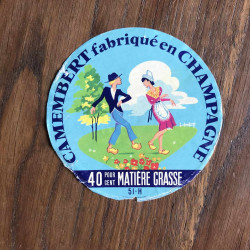 CAMEMBERT fabriqué en CHAMPAGNE
40 POUR CENT MATIÈRE GRASSE
51-H